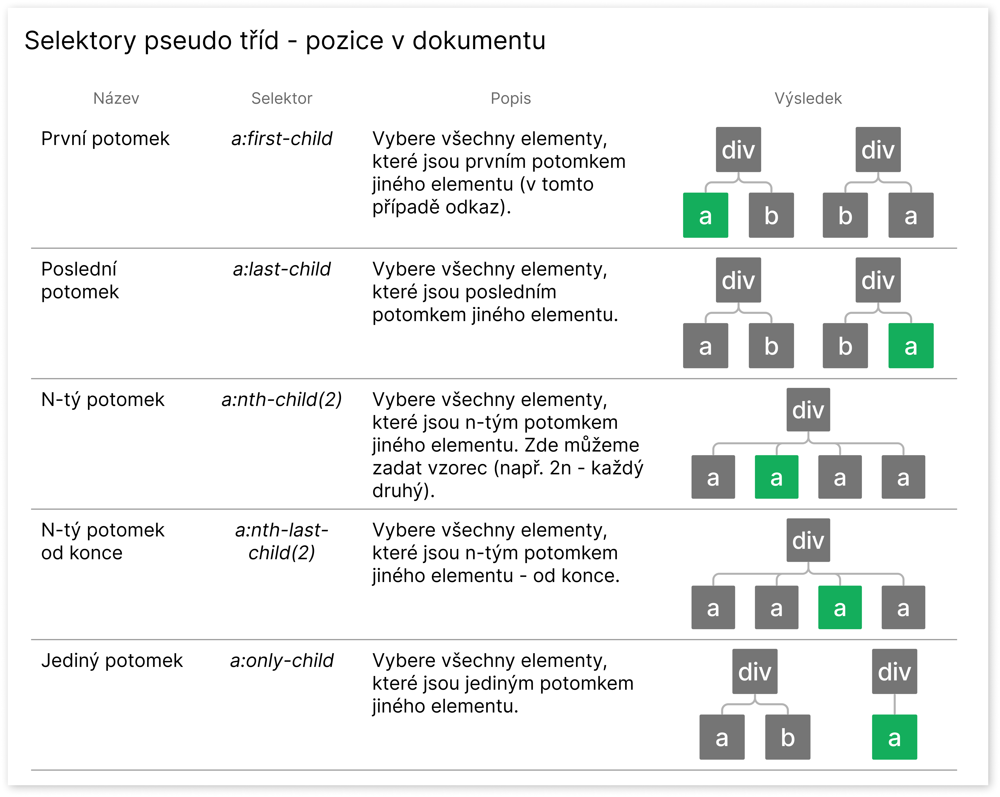 Selektory pseudo tříd - pozice v dokumentu
Název
Selektor
Popis
Výsledek
První potomek
a:first-child
Vybere všechny elementy,
které jsou prvním potomkem
jiného elementu (v tomto
případě odkaz).
div
div
a
b
b
a
Poslední
potomek
a:last-child
Vybere všechny elementy,
které jsou posledním
potomkem jiného elementu.
div
div
a
b
b
a
N-tý potomek
a:nth-child(2)
Vybere všechny elementy,
které jsou n-tým potomkem
jiného elementu. Zde můžeme
zadat vzorec (např. 2n - každý
druhý).
div
a
a
a
a
N-tý potomek
od konce
a:nth-last-
child(2)
Vybere všechny elementy,
které jsou n-tým potomkem
jiného elementu - od konce.
div
a
a
a
a
Jediný potomek
a:only-child
Vybere všechny elementy,
které jsou jediným potomkem
jiného elementu.
div
div
a
b
a